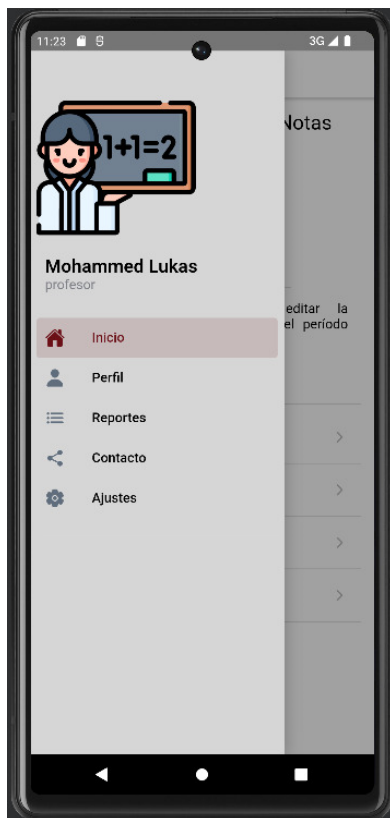 11:23
3G
1+1=2
Notas
Mohammed Lukas
profesor
editar la
el período
Inicio
Perfil
Reportes
Contacto
Ajustes